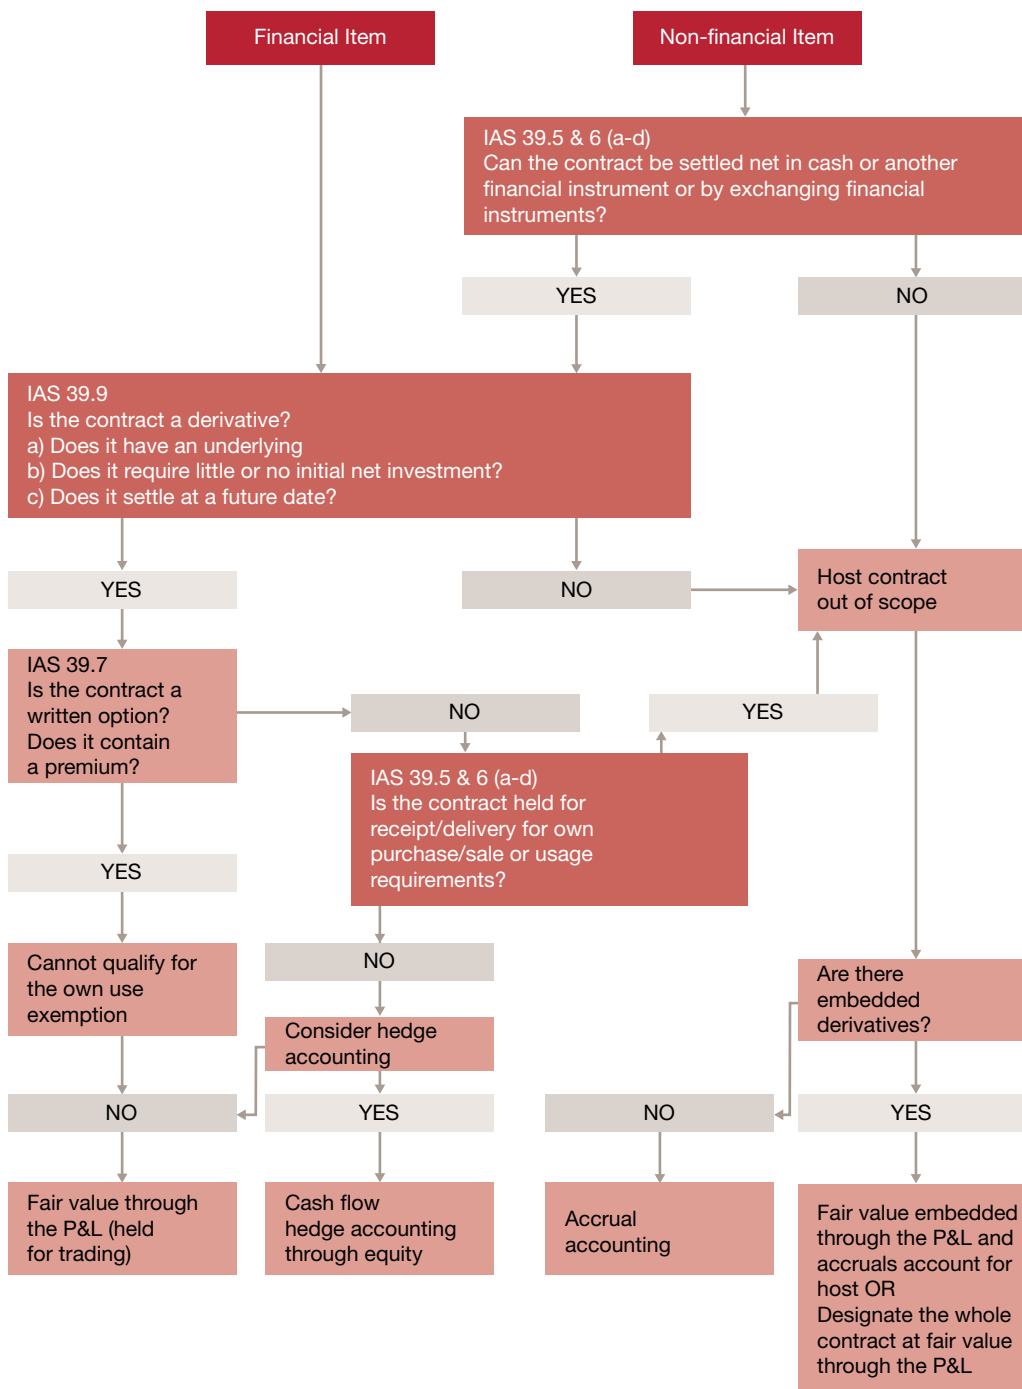 Financial Item
Non-financial Item
IAS 39.5 & 6 (a-d)
Can the contract be settled net in cash or another
financial instrument or by exchanging financial
instruments?
YES
NO
IAS 39.9
Is the contract a derivative?
a) Does it have an underlying
b) Does it require little or no initial net investment?
c) Does it settle at a future date?
YES
NO
Host contract
out of scope
IAS 39.7
Is the contract a
written option?
Does it contain
a premium?
NO
YES
IAS 39.5 & 6 (a-d)
Is the contract held for
receipt/delivery for own
purchase/sale or usage
requirements?
YES
Cannot qualify for
the own use
exemption
NO
Are there
embedded
derivatives?
Consider hedge
accounting
NO
YES
NO
YES
Fair value through
the P&L (held
for trading)
Cash flow
hedge accounting
through equity
Accrual
accounting
Fair value embedded
through the P&L and
accruals account for
host OR
Designate the whole
contract at fair value
through the P&L